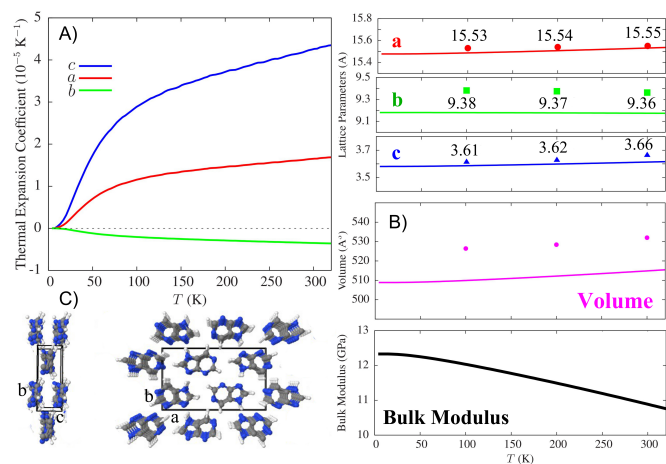 A)
Thermal Expansion Coefficient (10⁻⁵ K⁻¹)
5
4
3
2
1
0
-1
c
a
b
0 50 100 150 200 250 300
T (K)
C)
b
c
b
a
Lattice Parameters (A)
15.8
15.6
15.4
a
15.53 15.54 15.55
9.5
9.3
9.1
b
9.38 9.37 9.36
3.7
3.5
c
3.61 3.62 3.66
B)
Volume (A³)
540
530
520
510
500
Volume
Bulk Modulus (GPa)
13
12
11
10
Bulk Modulus
0 50 100 150 200 250 300
T (K)